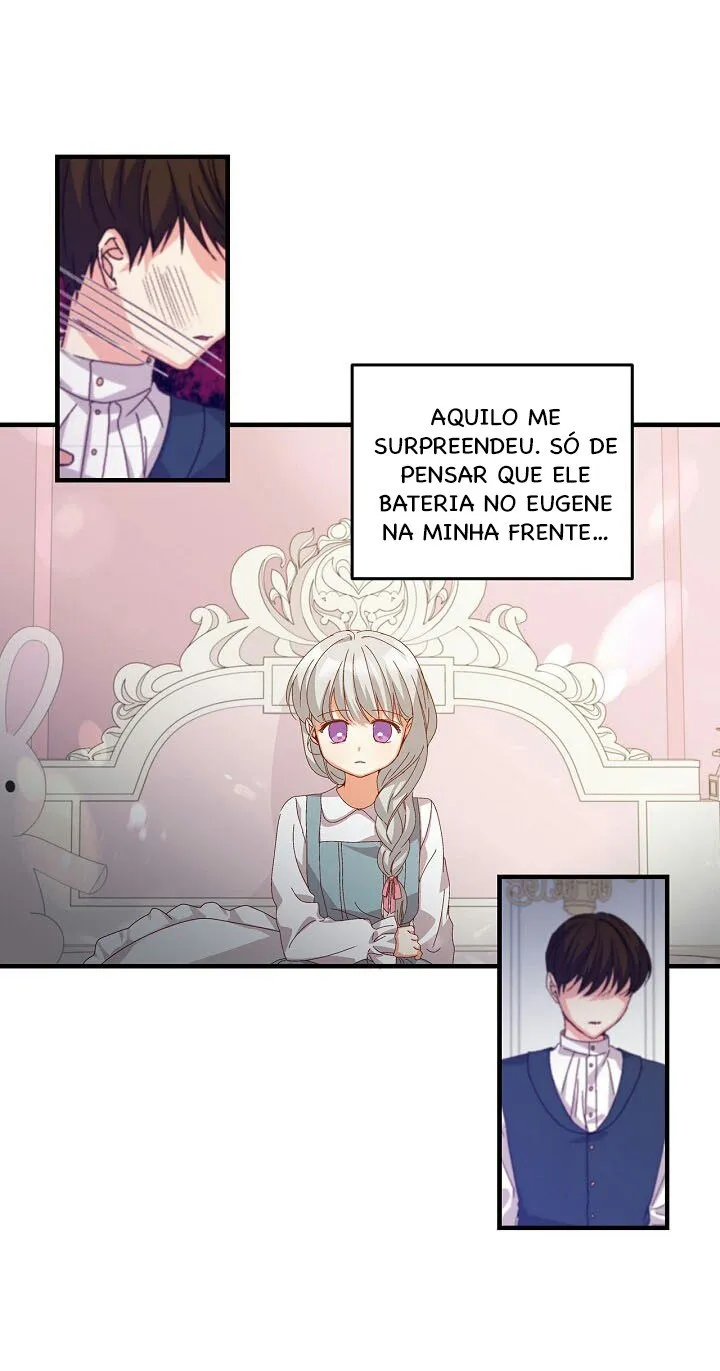 AQUILO ME
SURPREENDEU. SÓ DE
PENSAR QUE ELE
BATERIA NO EUGENE
NA MINHA FRENTE...